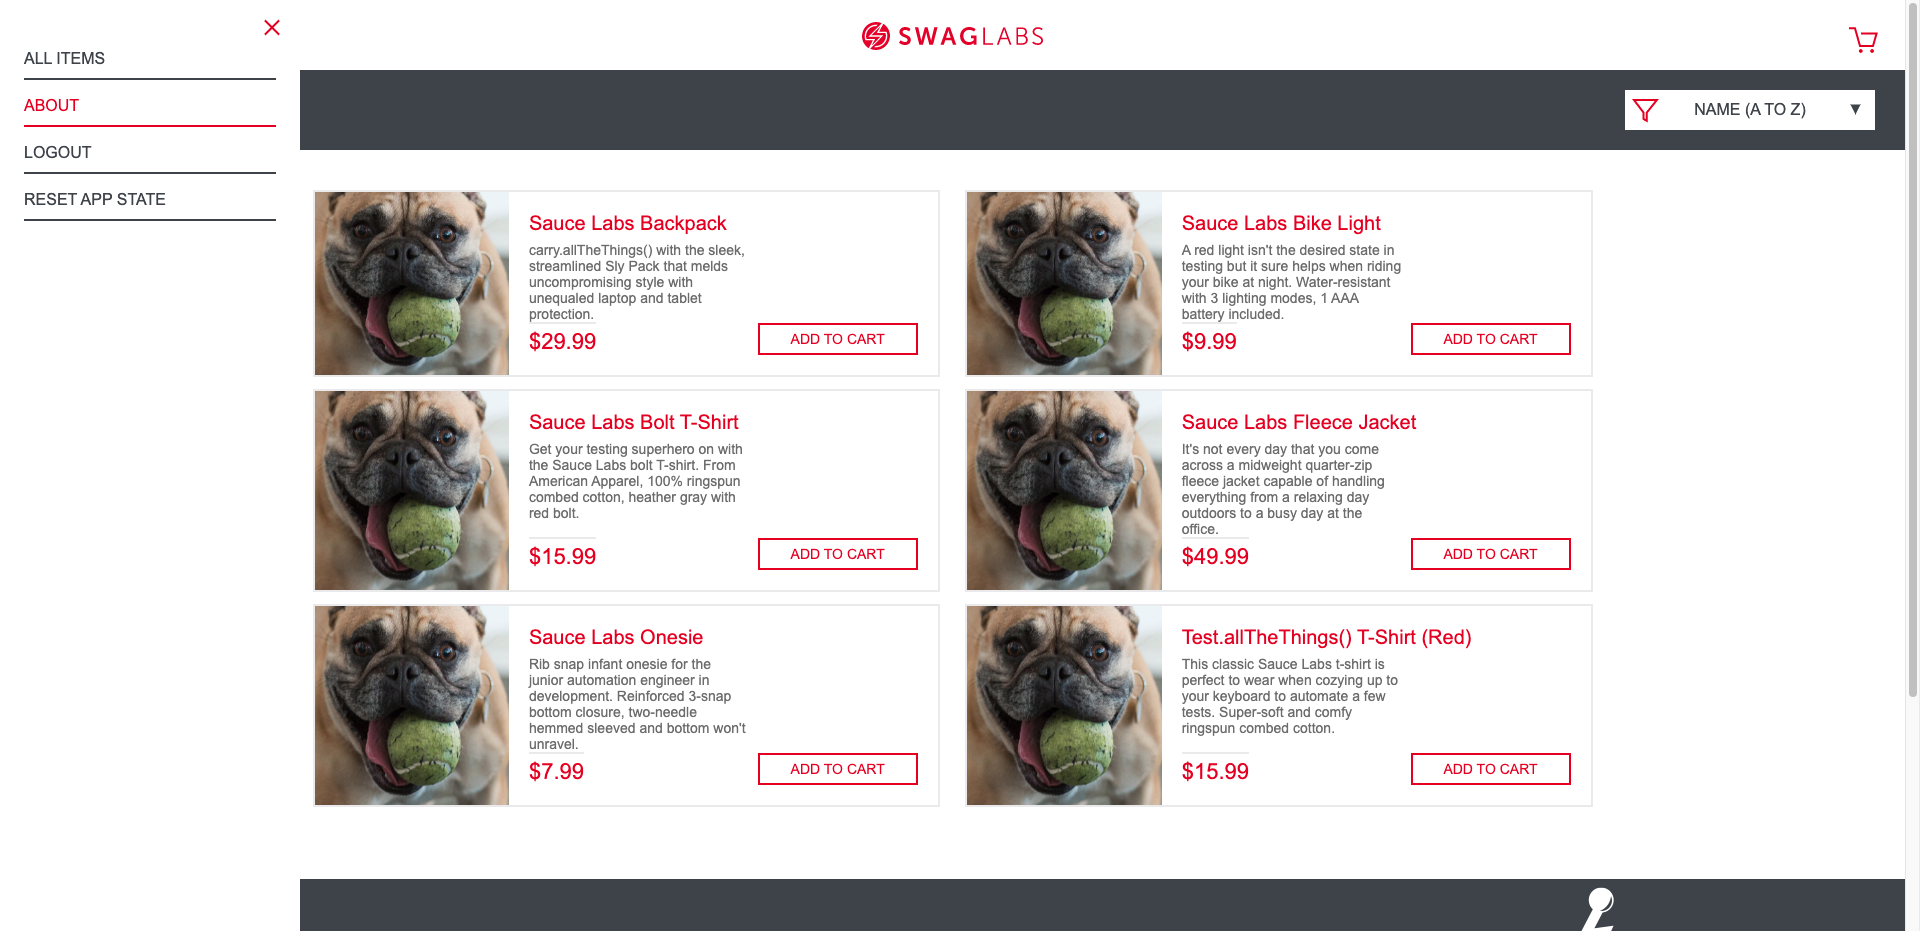 ALL ITEMS
ABOUT
LOGOUT
RESET APP STATE
SWAGLABS
NAME (A TO Z)
Sauce Labs Backpack
carry.allTheThings() with the sleek,
streamlined Sly Pack that melds
uncompromising style with
unequaled laptop and tablet
protection.
$29.99
ADD TO CART
Sauce Labs Bike Light
A red light isn't the desired state in
testing but it sure helps when riding
your bike at night. Water-resistant
with 3 lighting modes, 1 AAA
battery included.
$9.99
ADD TO CART
Sauce Labs Bolt T-Shirt
Get your testing superhero on with
the Sauce Labs bolt T-shirt. From
American Apparel, 100% ringspun
combed cotton, heather gray with
red bolt.
$15.99
ADD TO CART
Sauce Labs Fleece Jacket
It's not every day that you come
across a midweight quarter-zip
fleece jacket capable of handling
everything from a relaxing day
outdoors to a busy day at the
office.
$49.99
ADD TO CART
Sauce Labs Onesie
Rib snap infant onesie for the
junior automation engineer in
development. Reinforced 3-snap
bottom closure, two-needle
hemmed sleeved and bottom won't
unravel.
$7.99
ADD TO CART
Test.allTheThings() T-Shirt (Red)
This classic Sauce Labs t-shirt is
perfect to wear when cozying up to
your keyboard to automate a few
tests. Super-soft and comfy
ringspun combed cotton.
$15.99
ADD TO CART